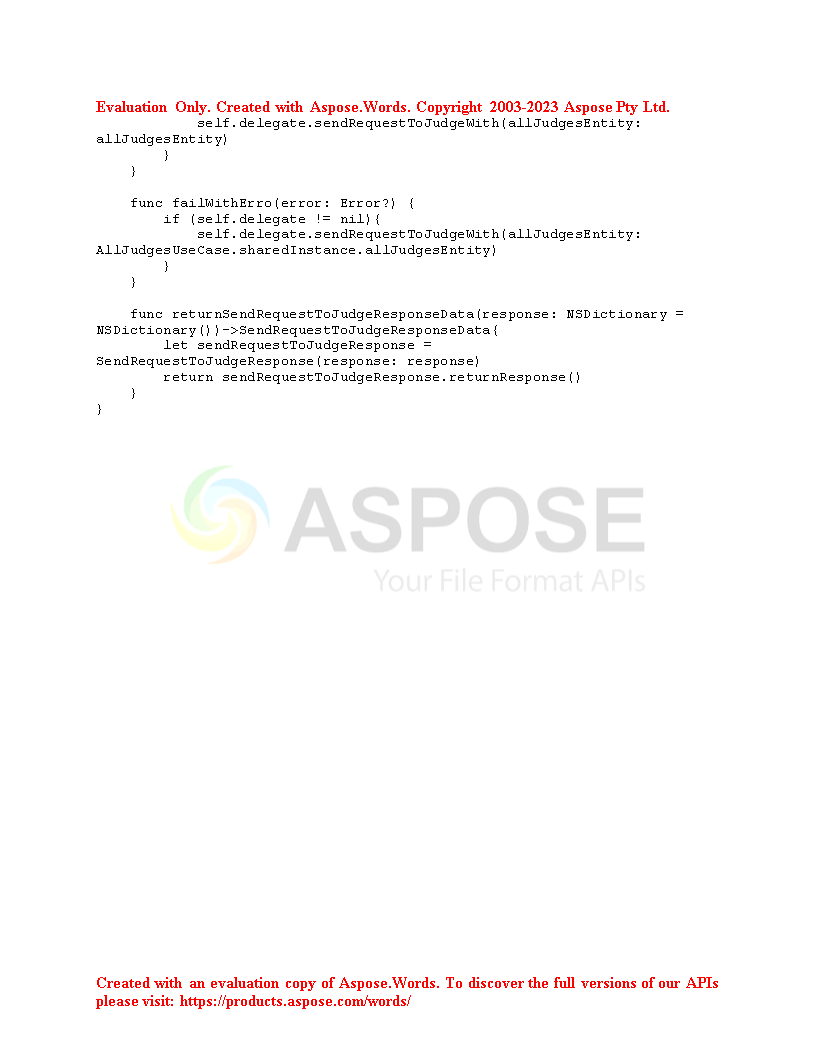 Evaluation Only. Created with Aspose.Words. Copyright 2003-2023 Aspose Pty Ltd.
            self.delegate.sendRequestToJudgeWith(allJudgesEntity:
allJudgesEntity)
        }
    }

    func failWithErro(error: Error?) {
        if (self.delegate != nil){
            self.delegate.sendRequestToJudgeWith(allJudgesEntity:
AllJudgesUseCase.sharedInstance.allJudgesEntity)
        }
    }

    func returnSendRequestToJudgeResponseData(response: NSDictionary =
NSDictionary())->SendRequestToJudgeResponseData{
        let sendRequestToJudgeResponse =
SendRequestToJudgeResponse(response: response)
        return sendRequestToJudgeResponse.returnResponse()
    }
}
ASPOSE
Your File Format APIs
Created with an evaluation copy of Aspose.Words. To discover the full versions of our APIs
please visit: https://products.aspose.com/words/